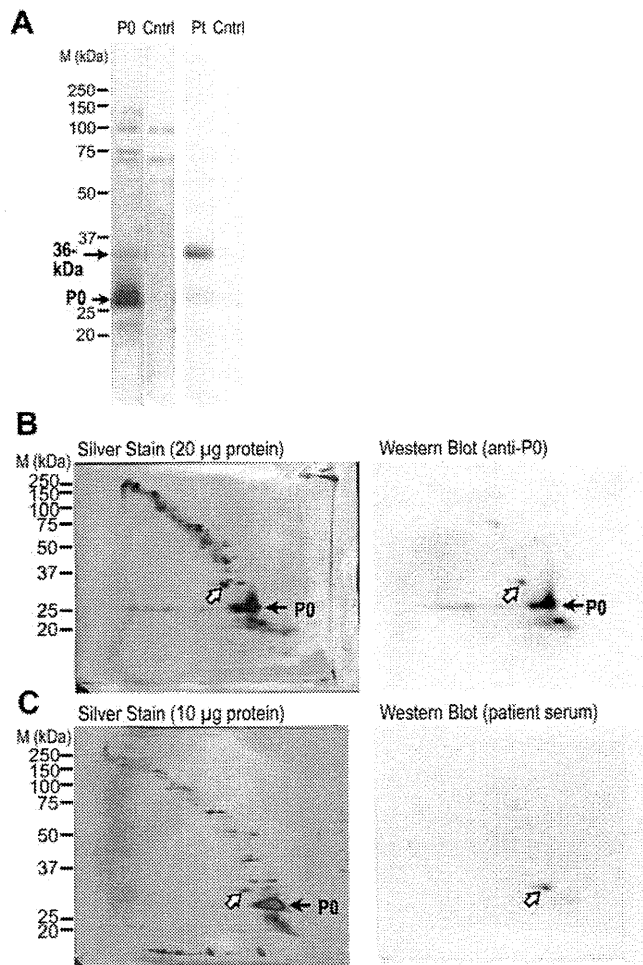 A
P0 Cntrl Pt Cntrl
M (kDa)
250
150
100
75
50
37
36-
kDa
P0
25
20
B
Silver Stain (20 µg protein) Western Blot (anti-P0)
M (kDa)
250
150
100
75
50
37
25
20
P0 P0
C
Silver Stain (10 µg protein) Western Blot (patient serum)
M (kDa)
250
150
100
75
50
37
25
20
P0